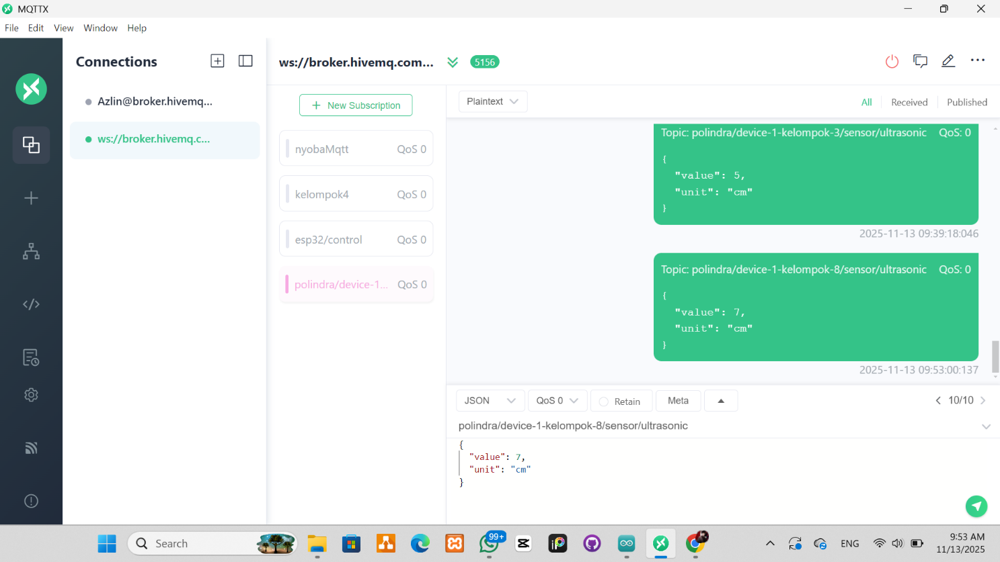 MQTTX
File Edit View Window Help
Connections
Azlin@broker.hivemq...
ws://broker.hivemq.c...
ws://broker.hivemq.com...
5156
+ New Subscription
nyobaMqtt QoS 0
kelompok4 QoS 0
esp32/control QoS 0
polindra/device-1... QoS 0
Plaintext
All Received Published
Topic: polindra/device-1-kelompok-3/sensor/ultrasonic QoS: 0
{
"value": 5,
"unit": "cm"
}
2025-11-13 09:39:18:046
Topic: polindra/device-1-kelompok-8/sensor/ultrasonic QoS: 0
{
"value": 7,
"unit": "cm"
}
2025-11-13 09:53:00:137
JSON QoS 0 Retain Meta 10/10
polindra/device-1-kelompok-8/sensor/ultrasonic
{
"value": 7,
"unit": "cm"
}
Search
99+
ENG
9:53 AM
11/13/2025